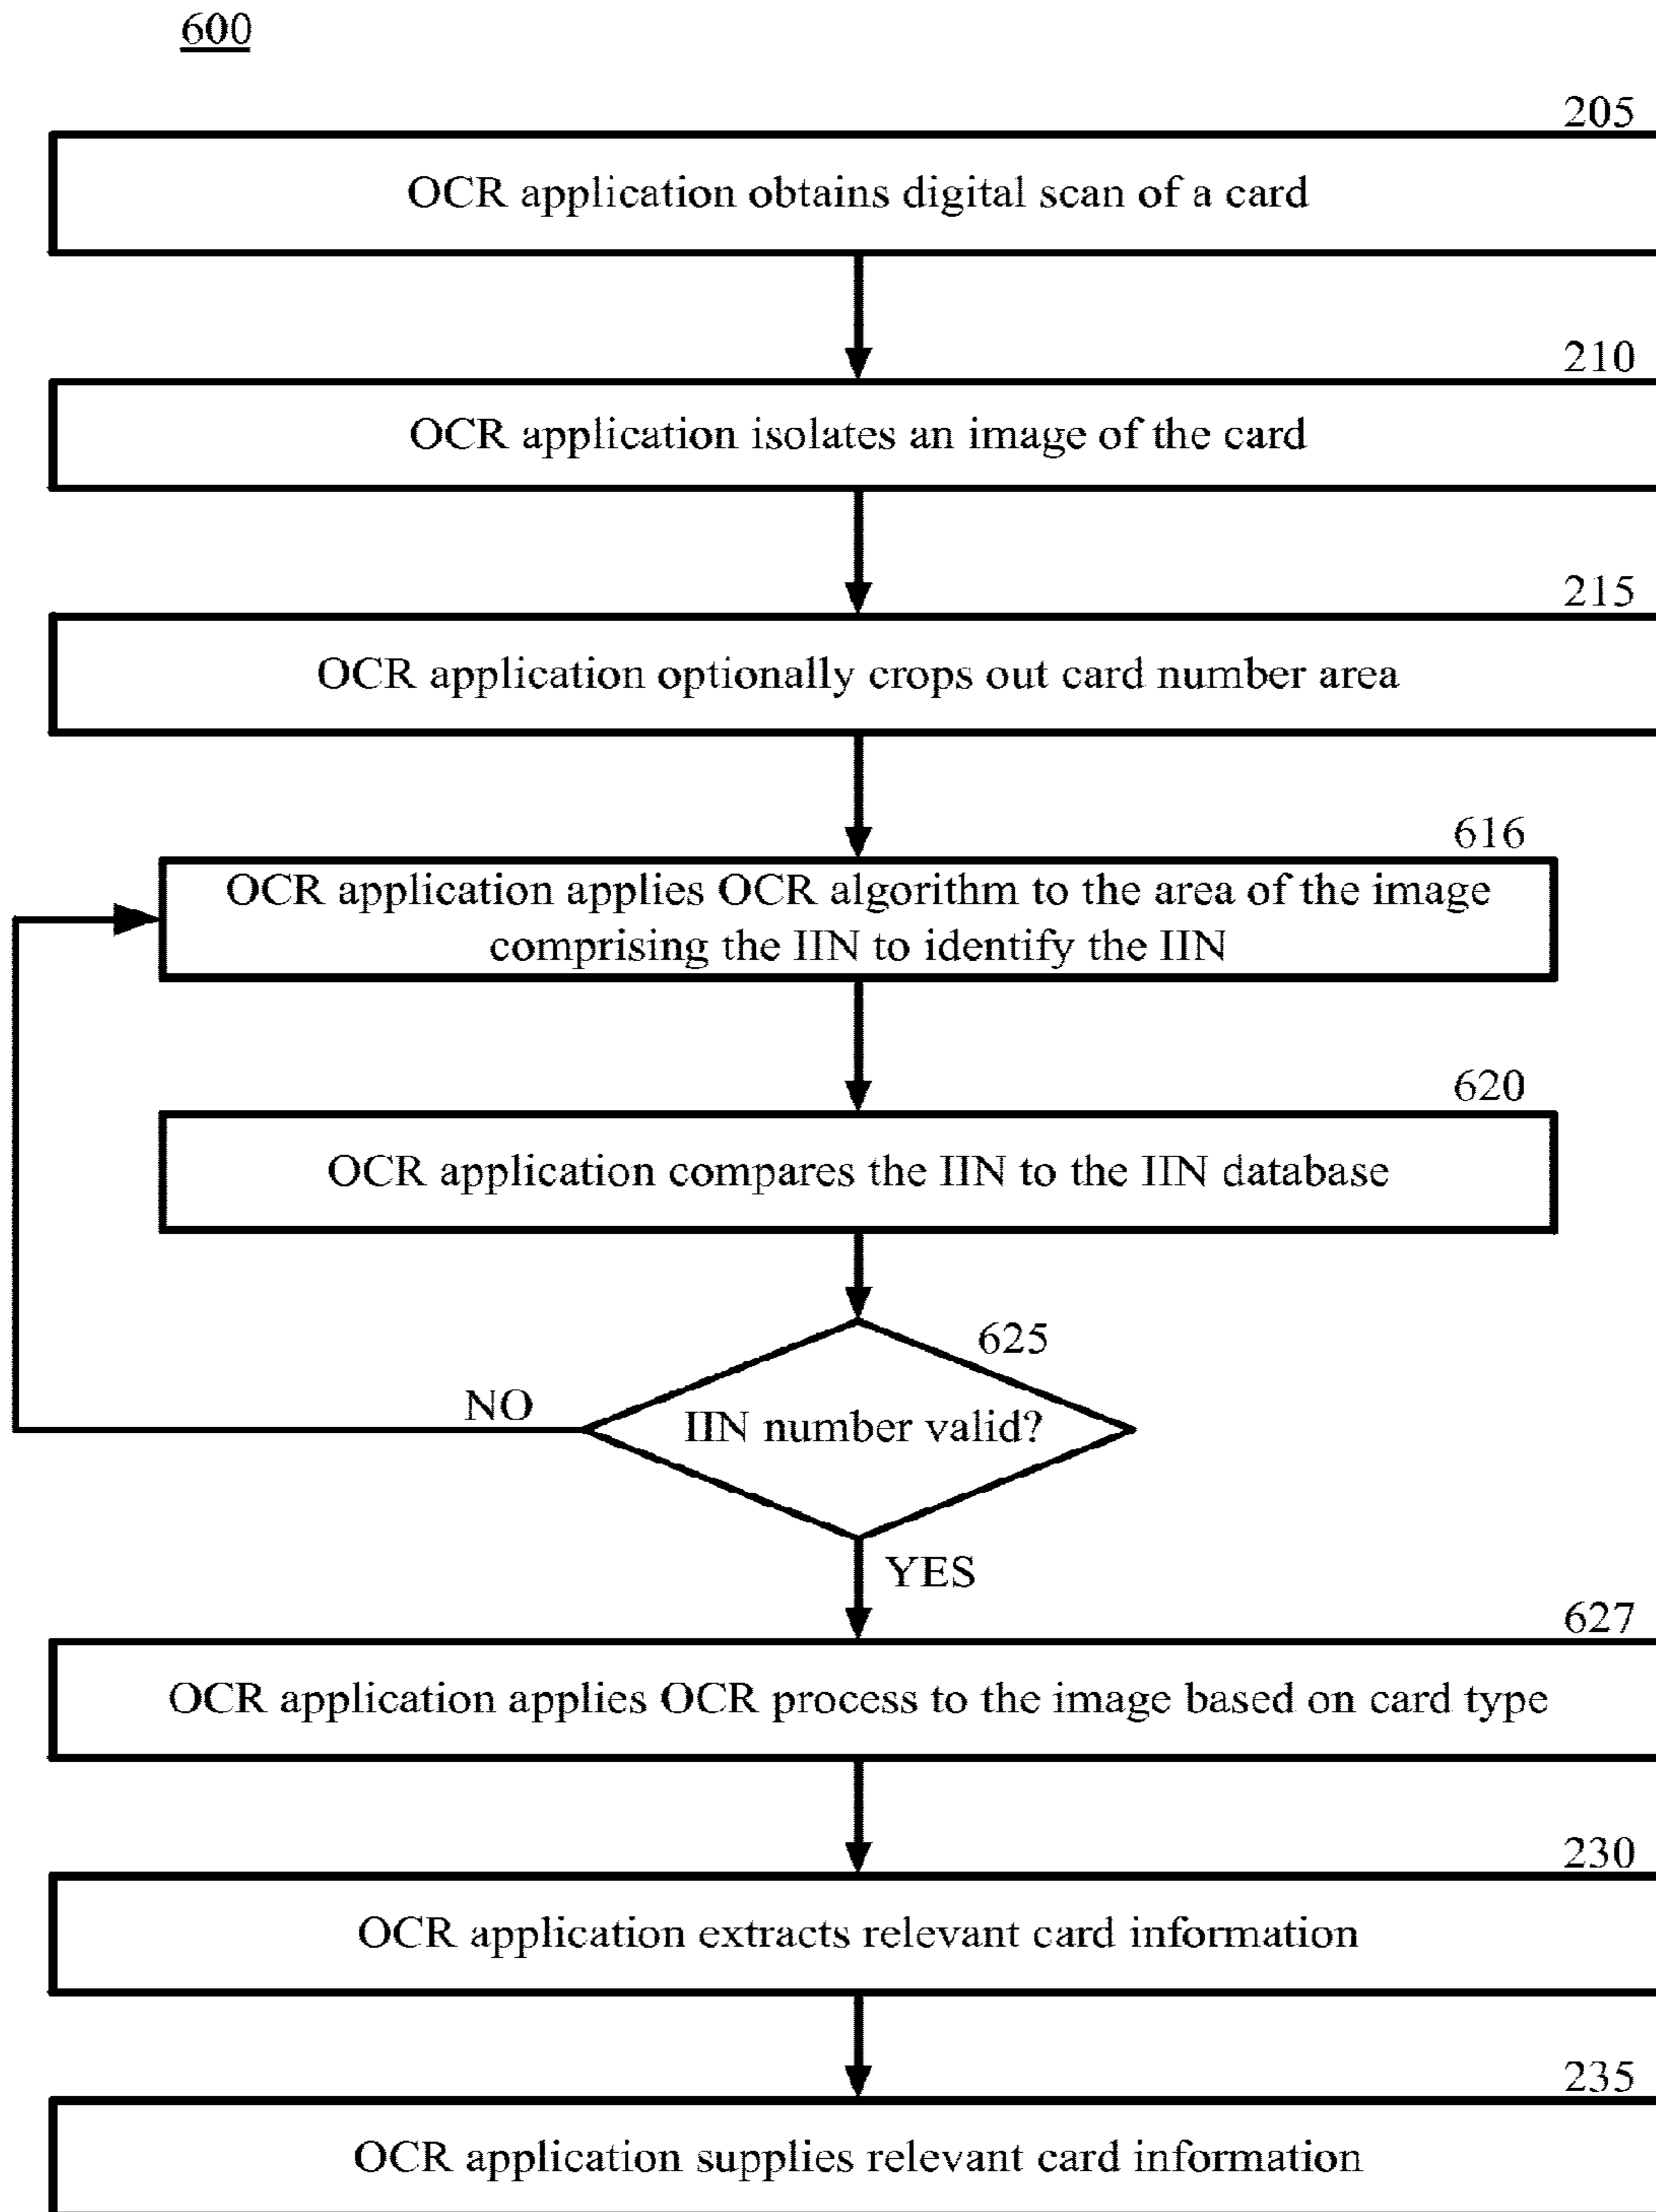 600
205
OCR application obtains digital scan of a card
210
OCR application isolates an image of the card
215
OCR application optionally crops out card number area
616
OCR application applies OCR algorithm to the area of the image
comprising the IIN to identify the IIN
620
OCR application compares the IIN to the IIN database
625
NO
IIN number valid?
YES
627
OCR application applies OCR process to the image based on card type
230
OCR application extracts relevant card information
235
OCR application supplies relevant card information